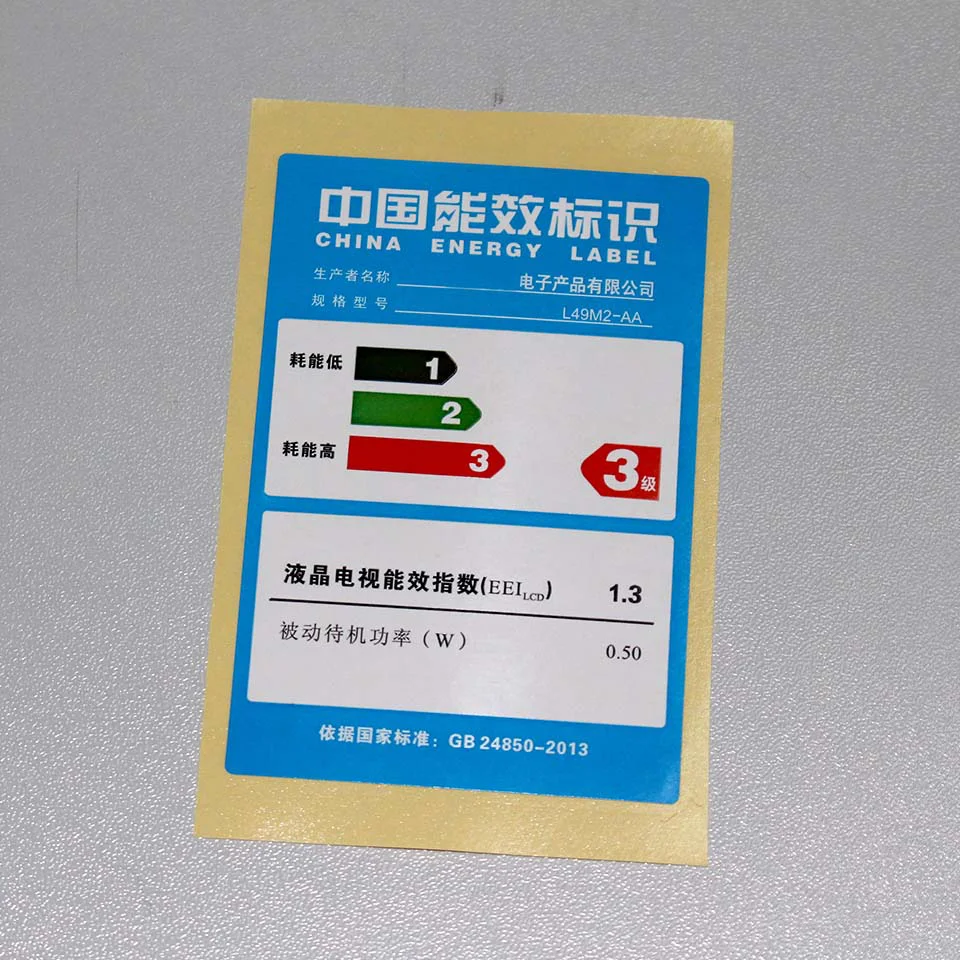 中国能效标识
CHINA ENERGY LABEL
生产者名称 电子产品有限公司
规格型号 L49M2-AA
耗能低 1
2
耗能高 3 3级
液晶电视能效指数(EEILCD) 1.3
被动待机功率(W) 0.50
依据国家标准：GB 24850-2013